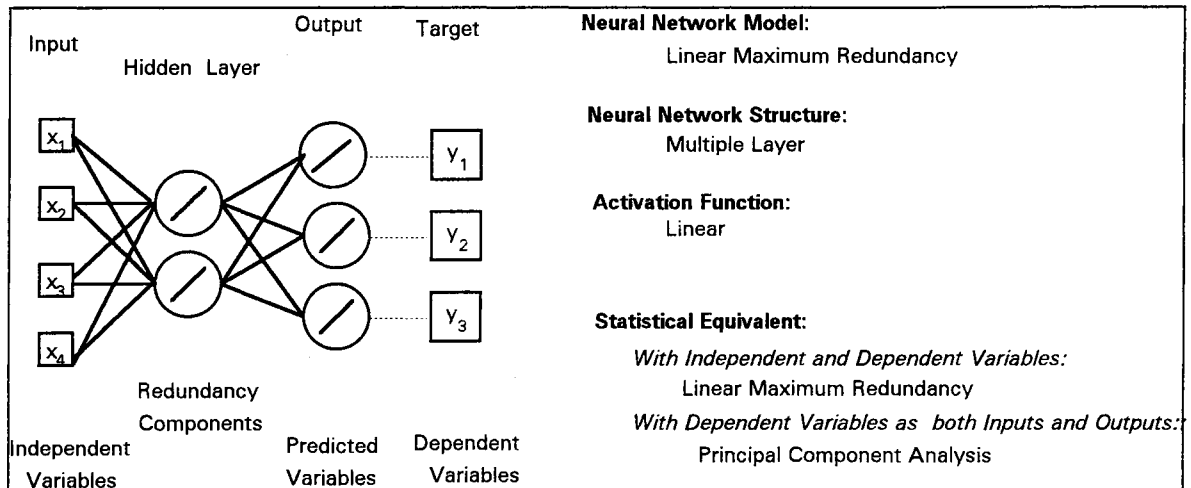 Input
Output
Target
Hidden Layer
x1
x2
x3
x4
y1
y2
y3
Redundancy
Components
Independent
Variables
Predicted
Variables
Dependent
Variables
Neural Network Model:
Linear Maximum Redundancy
Neural Network Structure:
Multiple Layer
Activation Function:
Linear
Statistical Equivalent:
With Independent and Dependent Variables:
Linear Maximum Redundancy
With Dependent Variables as both Inputs and Outputs::
Principal Component Analysis